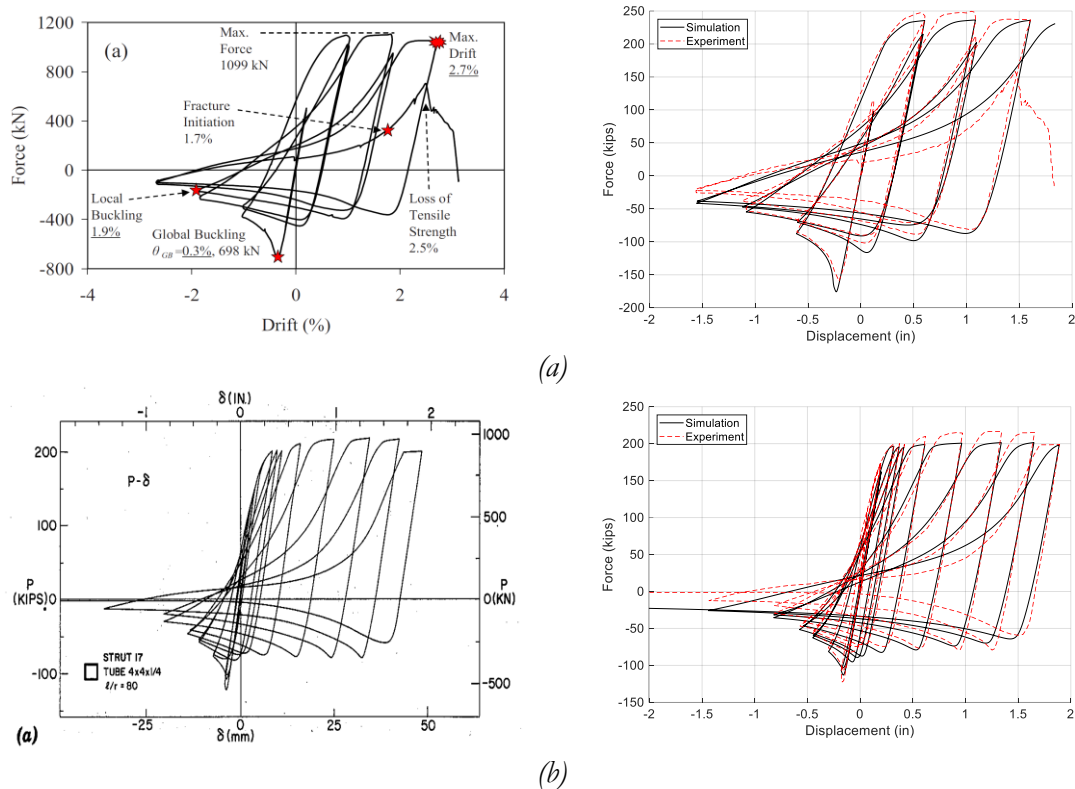 (a)
1200
800
400
0
-400
-800
Force (kN)
-4
-2
0
2
4
Drift (%)
Max.
Force
1099 kN
Max.
Drift
2.7%
Fracture
Initiation
1.7%
Local
Buckling
1.9%
Global Buckling
θGB=0.3%, 698 kN
Loss of
Tensile
Strength
2.5%
250
200
150
100
50
0
-50
-100
-150
-200
Force (kips)
Simulation
Experiment
-2
-1.5
-1
-0.5
0
0.5
1
1.5
2
Displacement (in)
(a)
δ(IN.)
-1
0
1
2
200
100
P
(KIPS)0
-100
P-δ
1000
500
0(KN)
P
-500
STRUT 17
TUBE 4x4x1/4
ℓ/r = 80
-25
0
25
50
δ(mm)
(a)
250
200
150
100
50
0
-50
-100
-150
Force (kips)
Simulation
Experiment
-2
-1.5
-1
-0.5
0
0.5
1
1.5
2
Displacement (in)
(b)